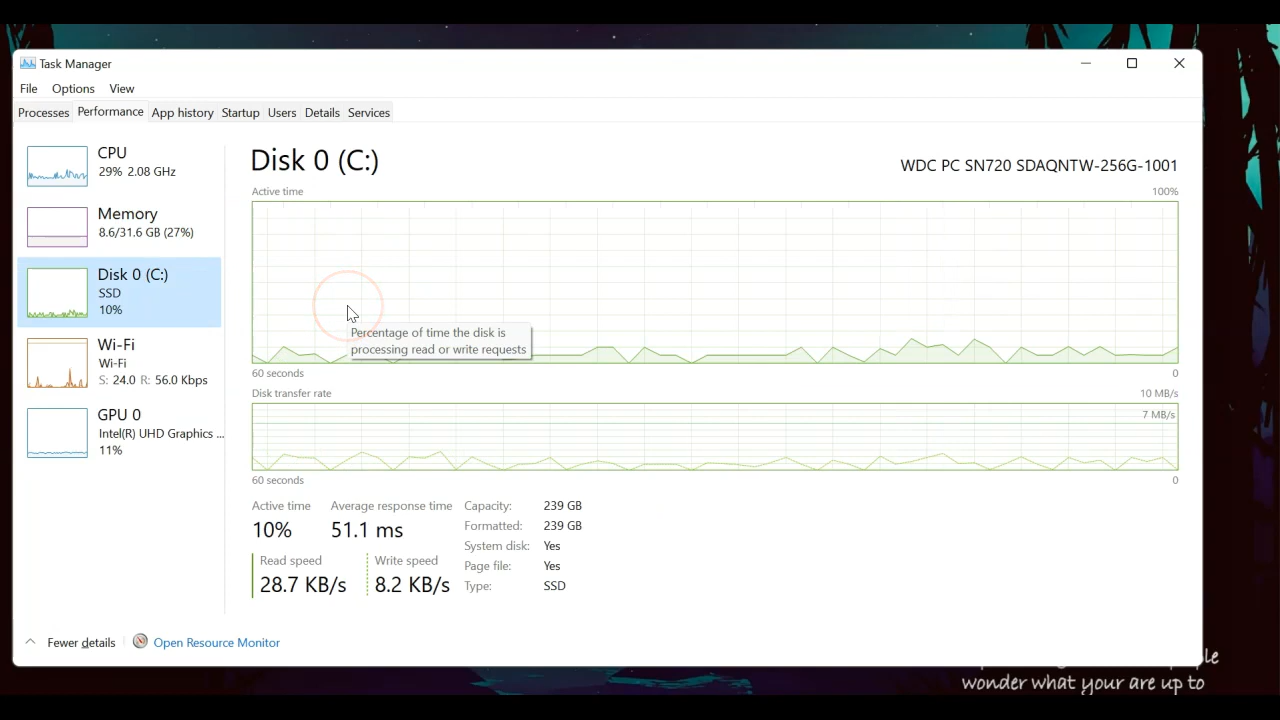 Task Manager
File Options View
Processes Performance App history Startup Users Details Services
CPU
29% 2.08 GHz
Memory
8.6/31.6 GB (27%)
Disk 0 (C:)
SSD
10%
Wi-Fi
Wi-Fi
S: 24.0 R: 56.0 Kbps
GPU 0
Intel(R) UHD Graphics ...
11%
Disk 0 (C:)
WDC PC SN720 SDAQNTW-256G-1001
Active time 100%
Percentage of time the disk is
processing read or write requests
60 seconds 0
Disk transfer rate 10 MB/s
7 MB/s
60 seconds 0
Active time Average response time
10% 51.1 ms
Read speed Write speed
28.7 KB/s 8.2 KB/s
Capacity: 239 GB
Formatted: 239 GB
System disk: Yes
Page file: Yes
Type: SSD
Fewer details Open Resource Monitor
wonder what your are up to